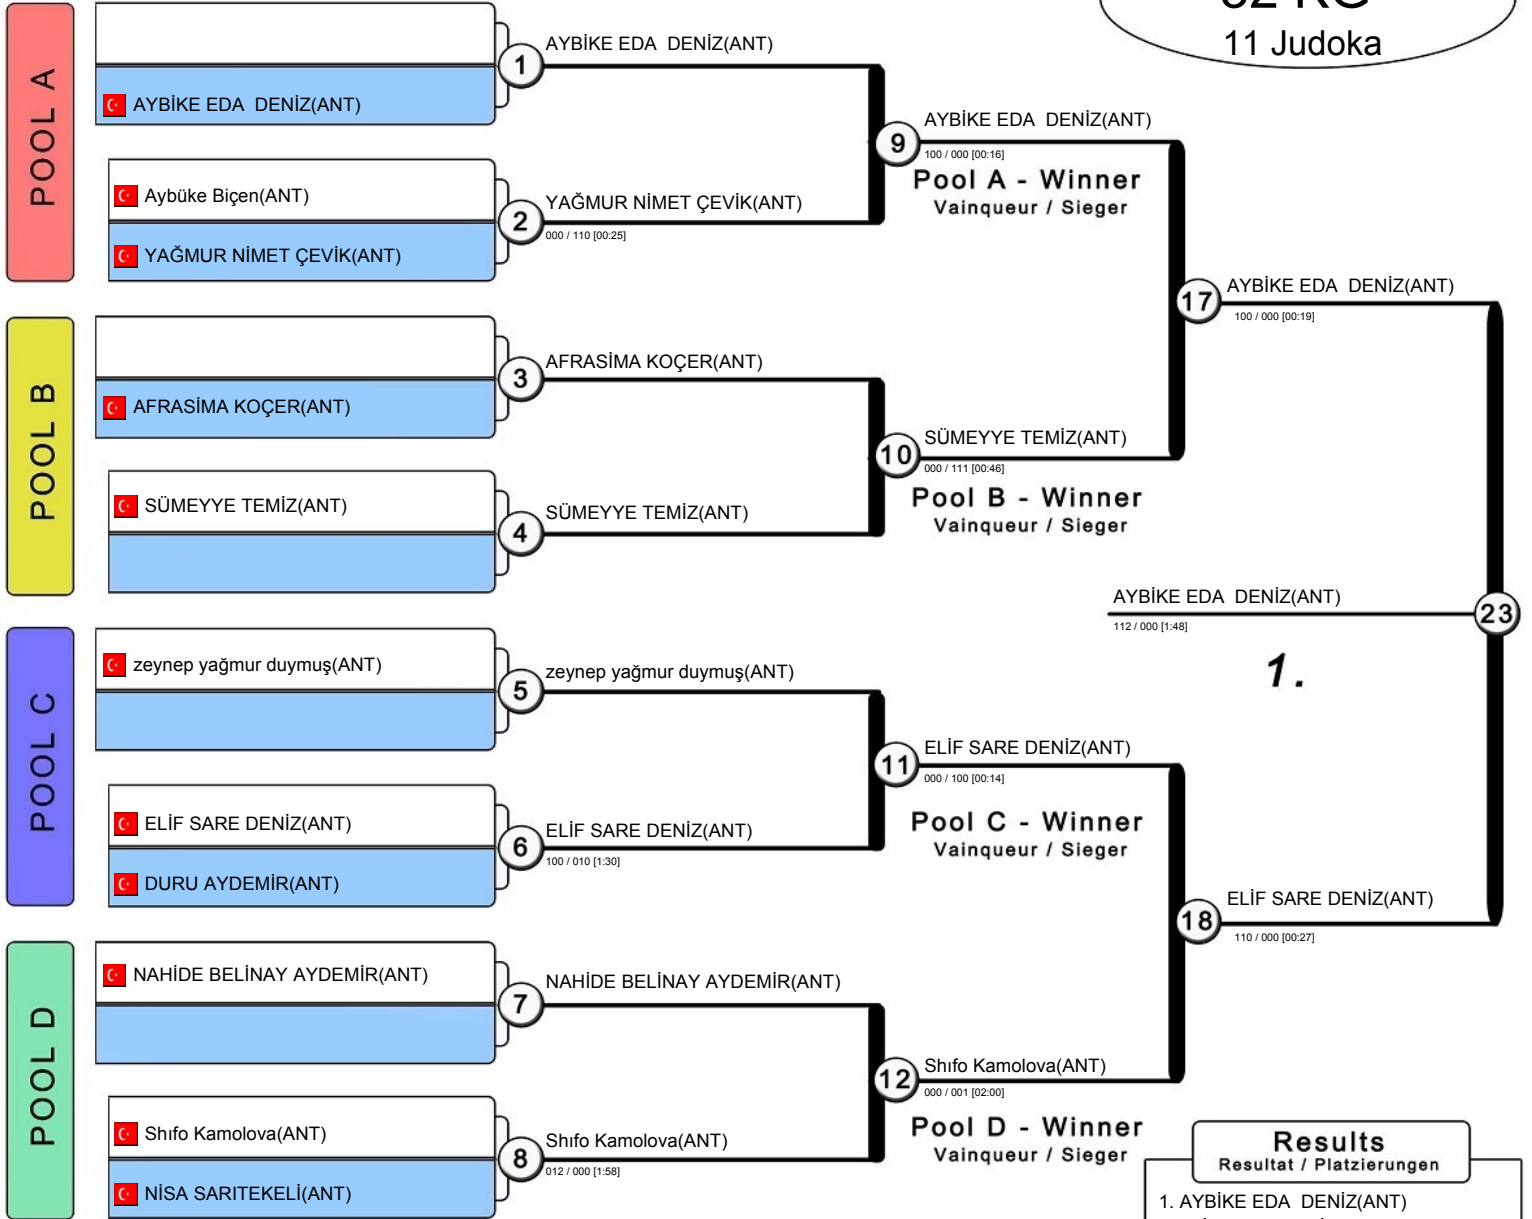 11 Judoka
POOL A
AYBİKE EDA  DENİZ(ANT)
Aybüke Biçen(ANT)
YAĞMUR NİMET ÇEVİK(ANT)
1
AYBİKE EDA  DENİZ(ANT)
2
YAĞMUR NİMET ÇEVİK(ANT)
000 / 110 [00:25]
9
AYBİKE EDA  DENİZ(ANT)
100 / 000 [00:16]
Pool A - Winner
Vainqueur / Sieger
POOL B
AFRASİMA KOÇER(ANT)
SÜMEYYE TEMİZ(ANT)
3
AFRASİMA KOÇER(ANT)
4
SÜMEYYE TEMİZ(ANT)
10
SÜMEYYE TEMİZ(ANT)
000 / 111 [00:46]
Pool B - Winner
Vainqueur / Sieger
17
AYBİKE EDA  DENİZ(ANT)
100 / 000 [00:19]
POOL C
zeynep yağmur duymuş(ANT)
ELİF SARE DENİZ(ANT)
DURU AYDEMİR(ANT)
5
zeynep yağmur duymuş(ANT)
6
ELİF SARE DENİZ(ANT)
100 / 010 [1:30]
11
ELİF SARE DENİZ(ANT)
000 / 100 [00:14]
Pool C - Winner
Vainqueur / Sieger
POOL D
NAHİDE BELİNAY AYDEMİR(ANT)
Shıfo Kamolova(ANT)
NİSA SARITEKELİ(ANT)
7
NAHİDE BELİNAY AYDEMİR(ANT)
8
Shıfo Kamolova(ANT)
012 / 000 [1:58]
12
Shıfo Kamolova(ANT)
000 / 001 [02:00]
Pool D - Winner
Vainqueur / Sieger
18
ELİF SARE DENİZ(ANT)
110 / 000 [00:27]
23
AYBİKE EDA  DENİZ(ANT)
112 / 000 [1:48]
1.
Results
Resultat / Platzierungen
1. AYBİKE EDA  DENİZ(ANT)